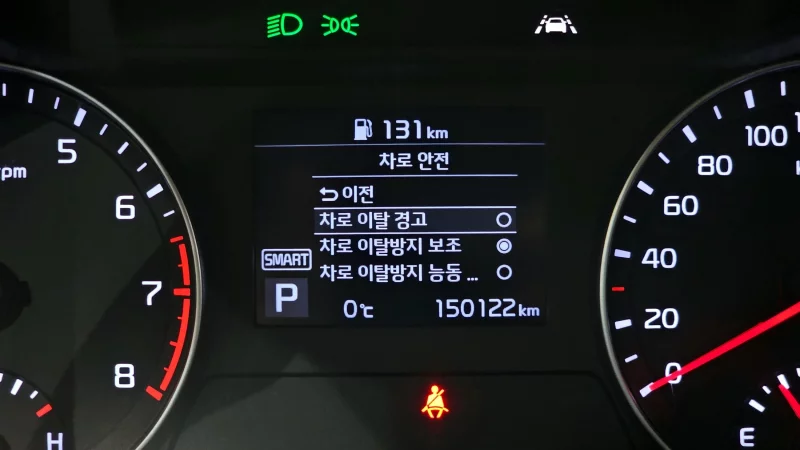 131 km
차로 안전
이전
차로 이탈 경고
차로 이탈방지 보조
차로 이탈방지 능동 ...
SMART
P
0℃ 150122 km
5
6
7
8
rpm
H
100
80
60
40
20
0
E